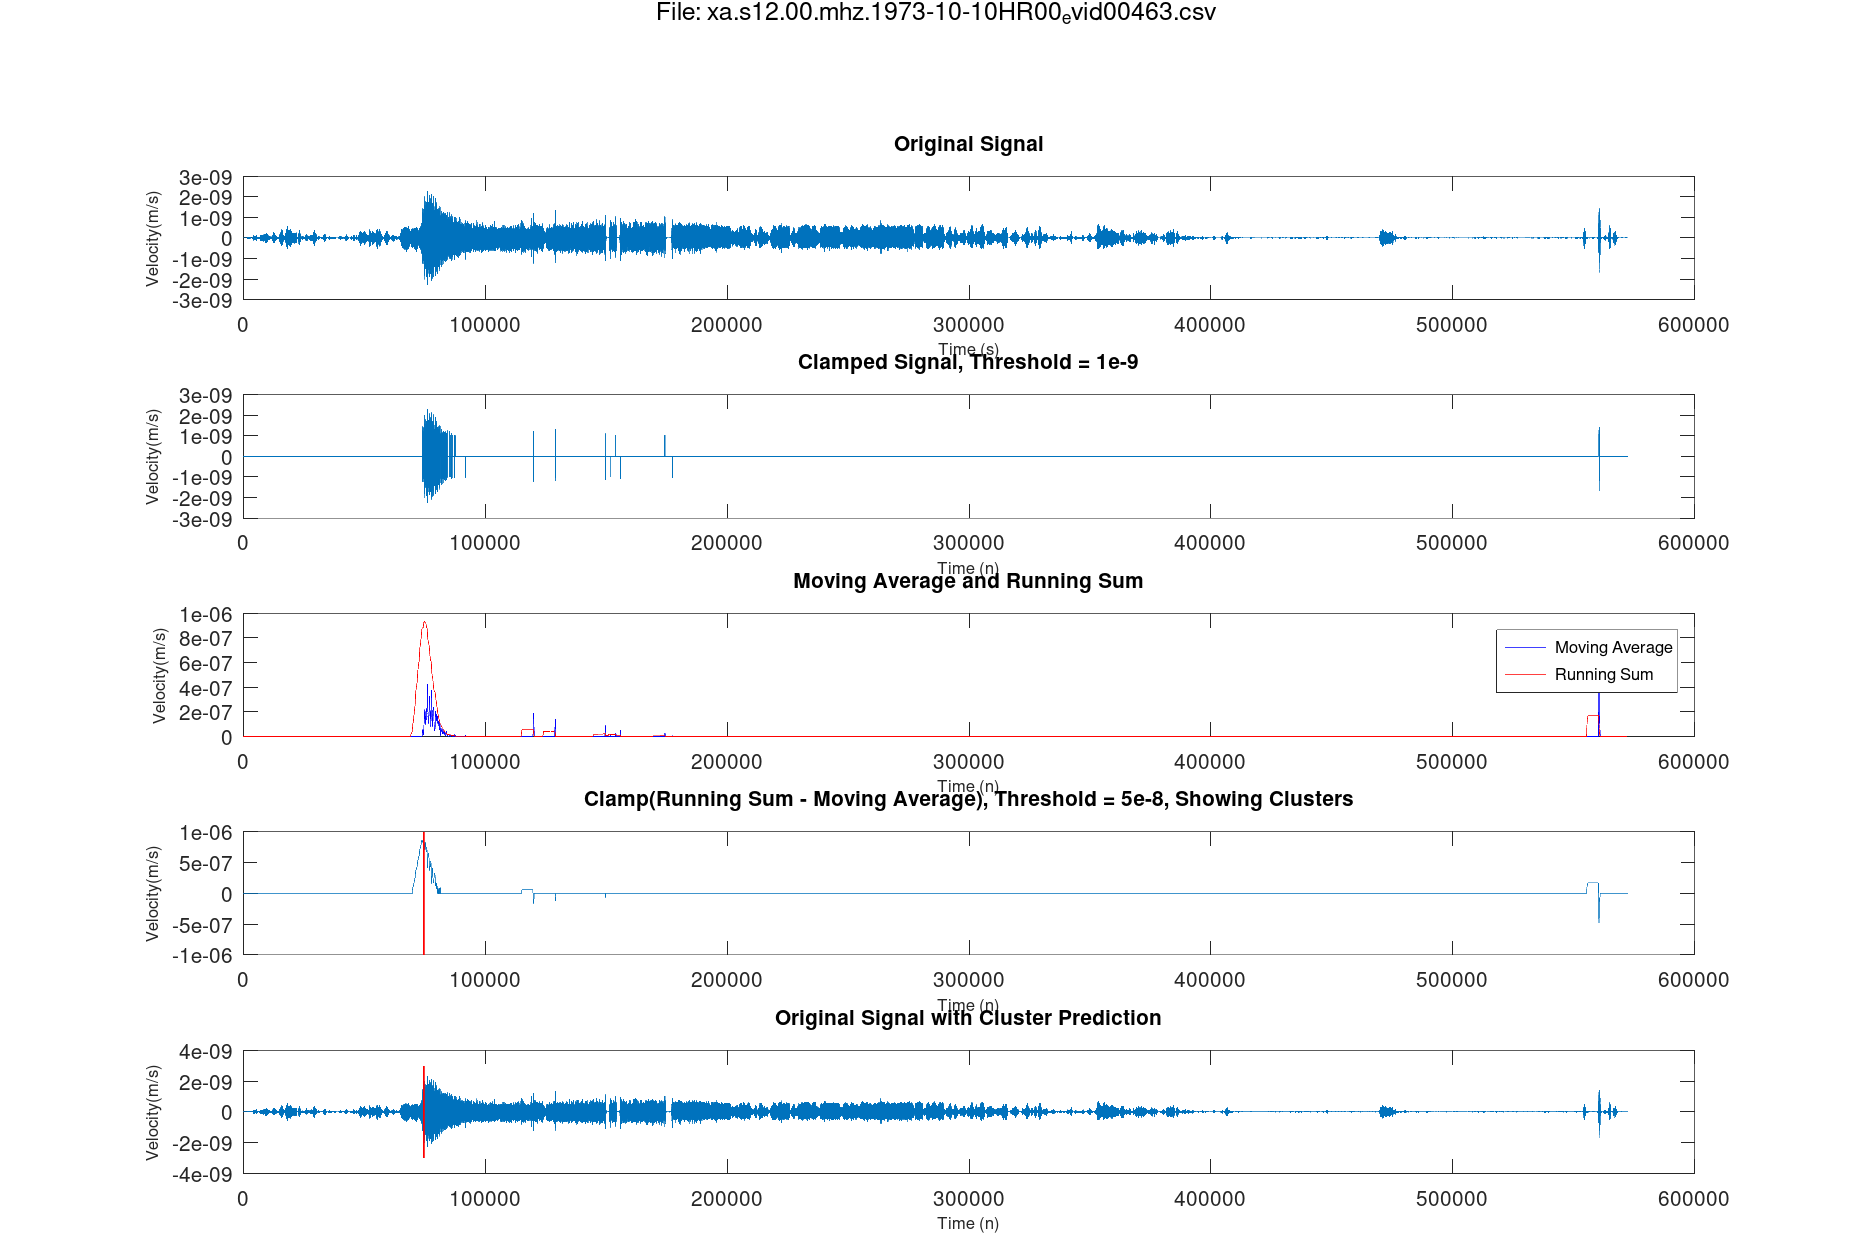 File: xa.s12.00.mhz.1973-10-10HR00evid00463.csv
Original Signal
Velocity(m/s)
3e-09
2e-09
1e-09
0
-1e-09
-2e-09
-3e-09
0 100000 200000 300000 400000 500000 600000
Time (s)
Clamped Signal, Threshold = 1e-9
Velocity(m/s)
3e-09
2e-09
1e-09
0
-1e-09
-2e-09
-3e-09
0 100000 200000 300000 400000 500000 600000
Time (n)
Moving Average and Running Sum
Velocity(m/s)
1e-06
8e-07
6e-07
4e-07
2e-07
0
Moving Average
Running Sum
0 100000 200000 300000 400000 500000 600000
Time (n)
Clamp(Running Sum - Moving Average), Threshold = 5e-8, Showing Clusters
Velocity(m/s)
1e-06
5e-07
0
-5e-07
-1e-06
0 100000 200000 300000 400000 500000 600000
Time (n)
Original Signal with Cluster Prediction
Velocity(m/s)
4e-09
2e-09
0
-2e-09
-4e-09
0 100000 200000 300000 400000 500000 600000
Time (n)